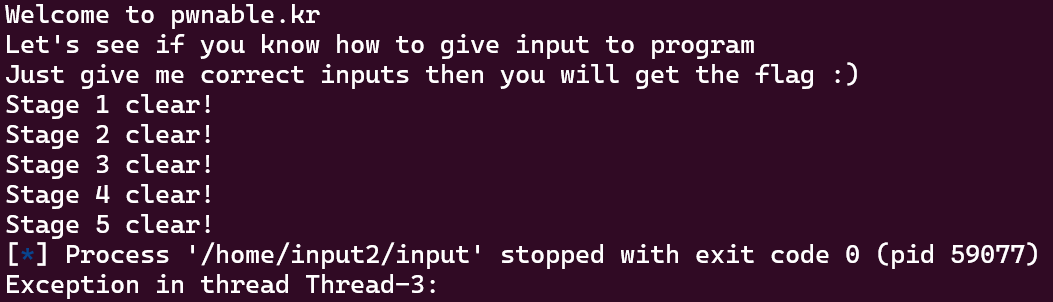 Welcome to pwnable.kr
Let's see if you know how to give input to program
Just give me correct inputs then you will get the flag :)
Stage 1 clear!
Stage 2 clear!
Stage 3 clear!
Stage 4 clear!
Stage 5 clear!
[*] Process '/home/input2/input' stopped with exit code 0 (pid 59077)
Exception in thread Thread-3: